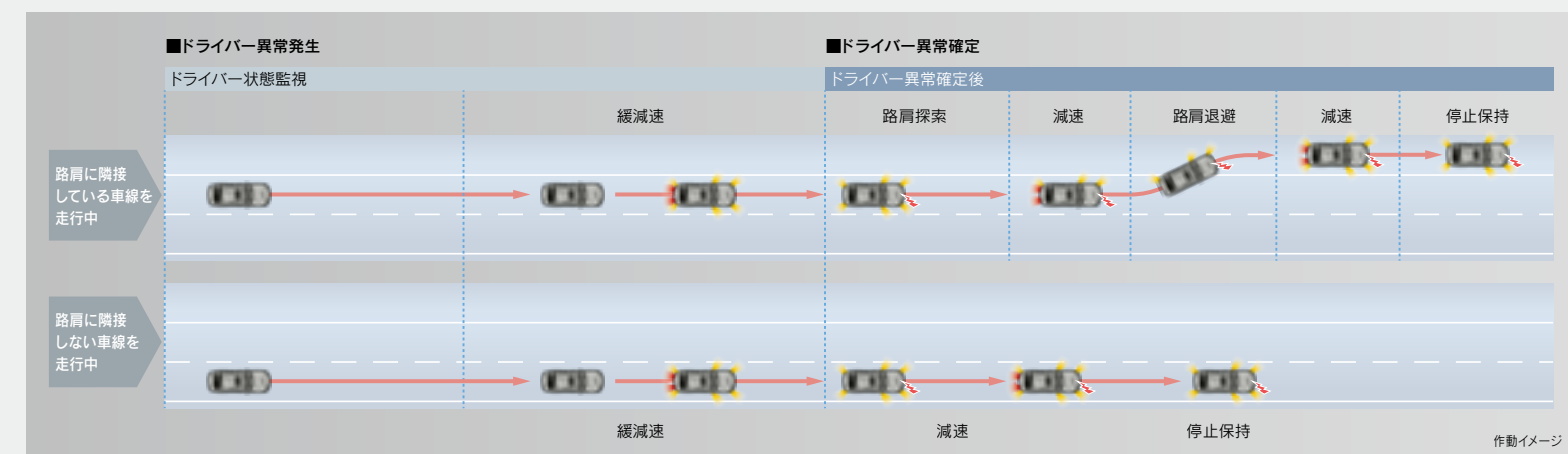 ■ドライバー異常発生
■ドライバー異常確定
ドライバー状態監視
ドライバー異常確定後
緩減速
路肩探索
減速
路肩退避
減速
停止保持
路肩に隣接
している車線を
走行中
路肩に隣接
しない車線を
走行中
緩減速
減速
停止保持
作動イメージ